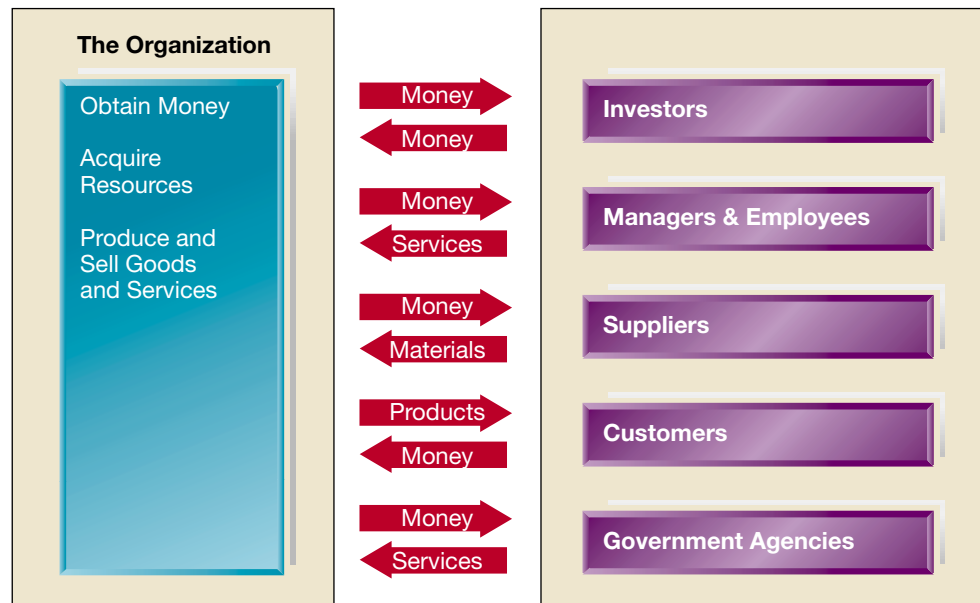 The Organization
Obtain Money
Acquire
Resources
Produce and
Sell Goods
and Services
Money
Money
Investors
Money
Services
Managers & Employees
Money
Materials
Suppliers
Products
Money
Customers
Money
Services
Government Agencies